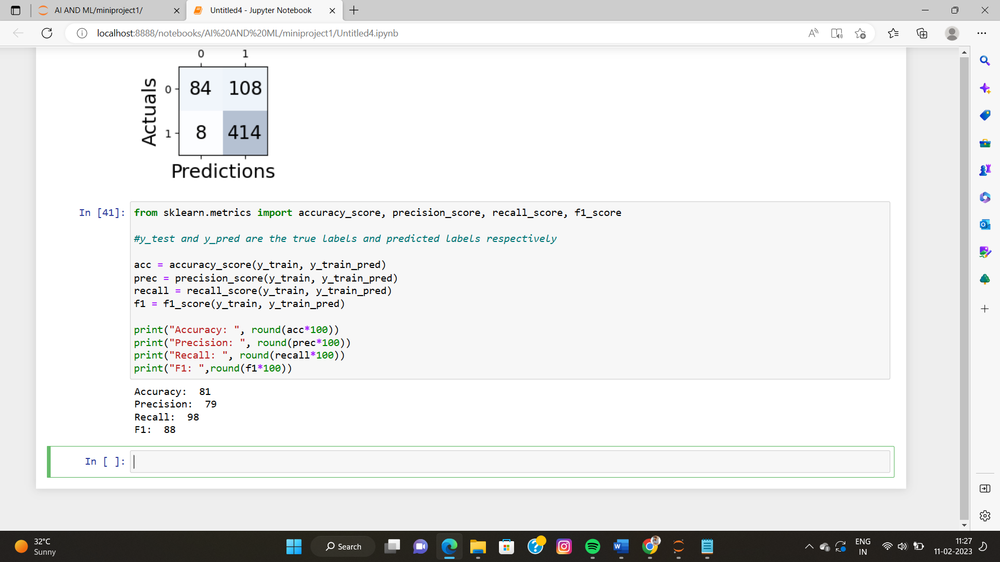 AI AND ML/miniproject1/
Untitled4 - Jupyter Notebook
localhost:8888/notebooks/AI%20AND%20ML/miniproject1/Untitled4.ipynb
0 1
Actuals
0 84 108
1 8 414
Predictions
In [41]:
from sklearn.metrics import accuracy_score, precision_score, recall_score, f1_score
#y_test and y_pred are the true labels and predicted labels respectively
acc = accuracy_score(y_train, y_train_pred)
prec = precision_score(y_train, y_train_pred)
recall = recall_score(y_train, y_train_pred)
f1 = f1_score(y_train, y_train_pred)
print("Accuracy: ", round(acc*100))
print("Precision: ", round(prec*100))
print("Recall: ", round(recall*100))
print("F1: ",round(f1*100))
Accuracy:  81
Precision:  79
Recall:  98
F1:  88
In [ ]:
32°C
Sunny
Search
ENG
IN
11:27
11-02-2023